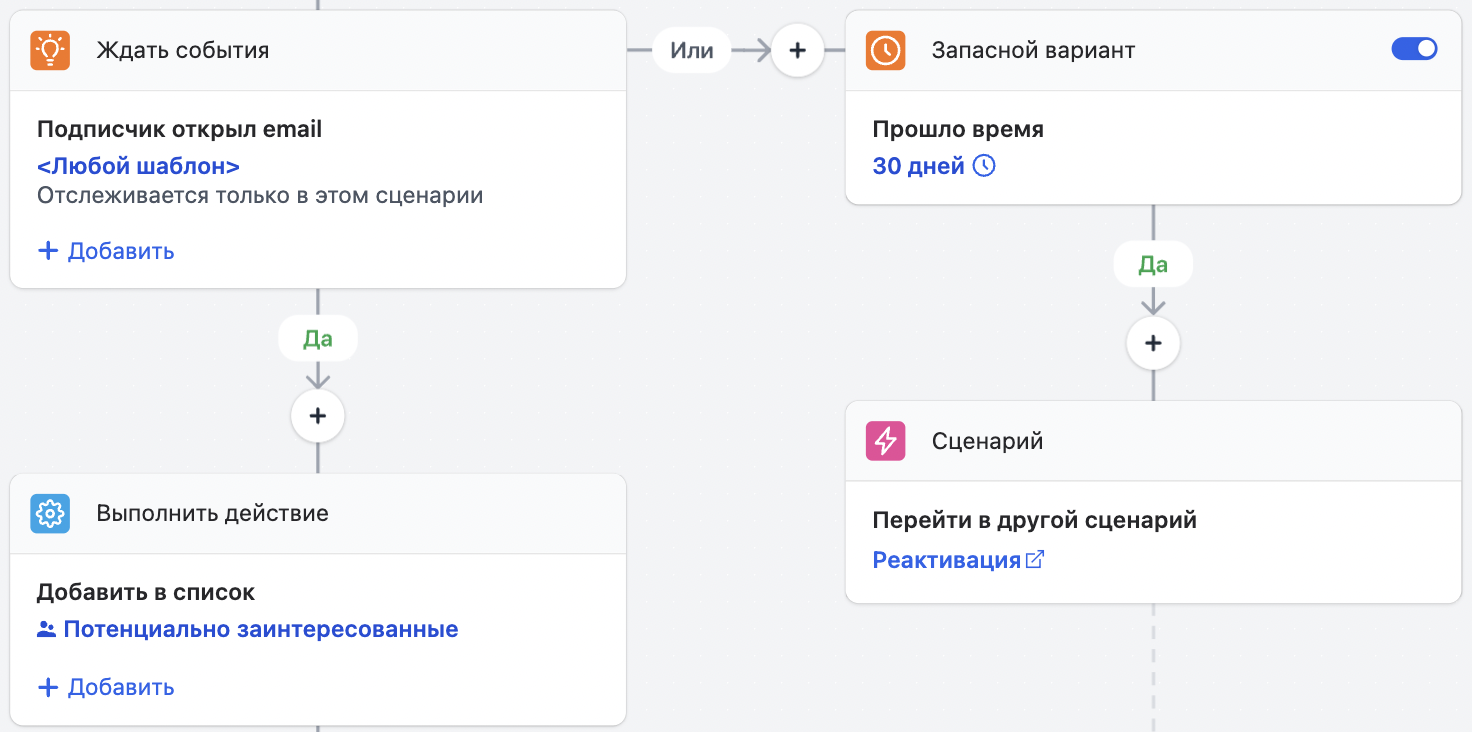 Ждать события
Или
+
Запасной вариант
Подписчик открыл email
<Любой шаблон>
Отслеживается только в этом сценарии
+ Добавить
Прошло время
30 дней
Да
+
Да
+
Сценарий
Перейти в другой сценарий
Реактивация
Выполнить действие
Добавить в список
Потенциально заинтересованные
+ Добавить